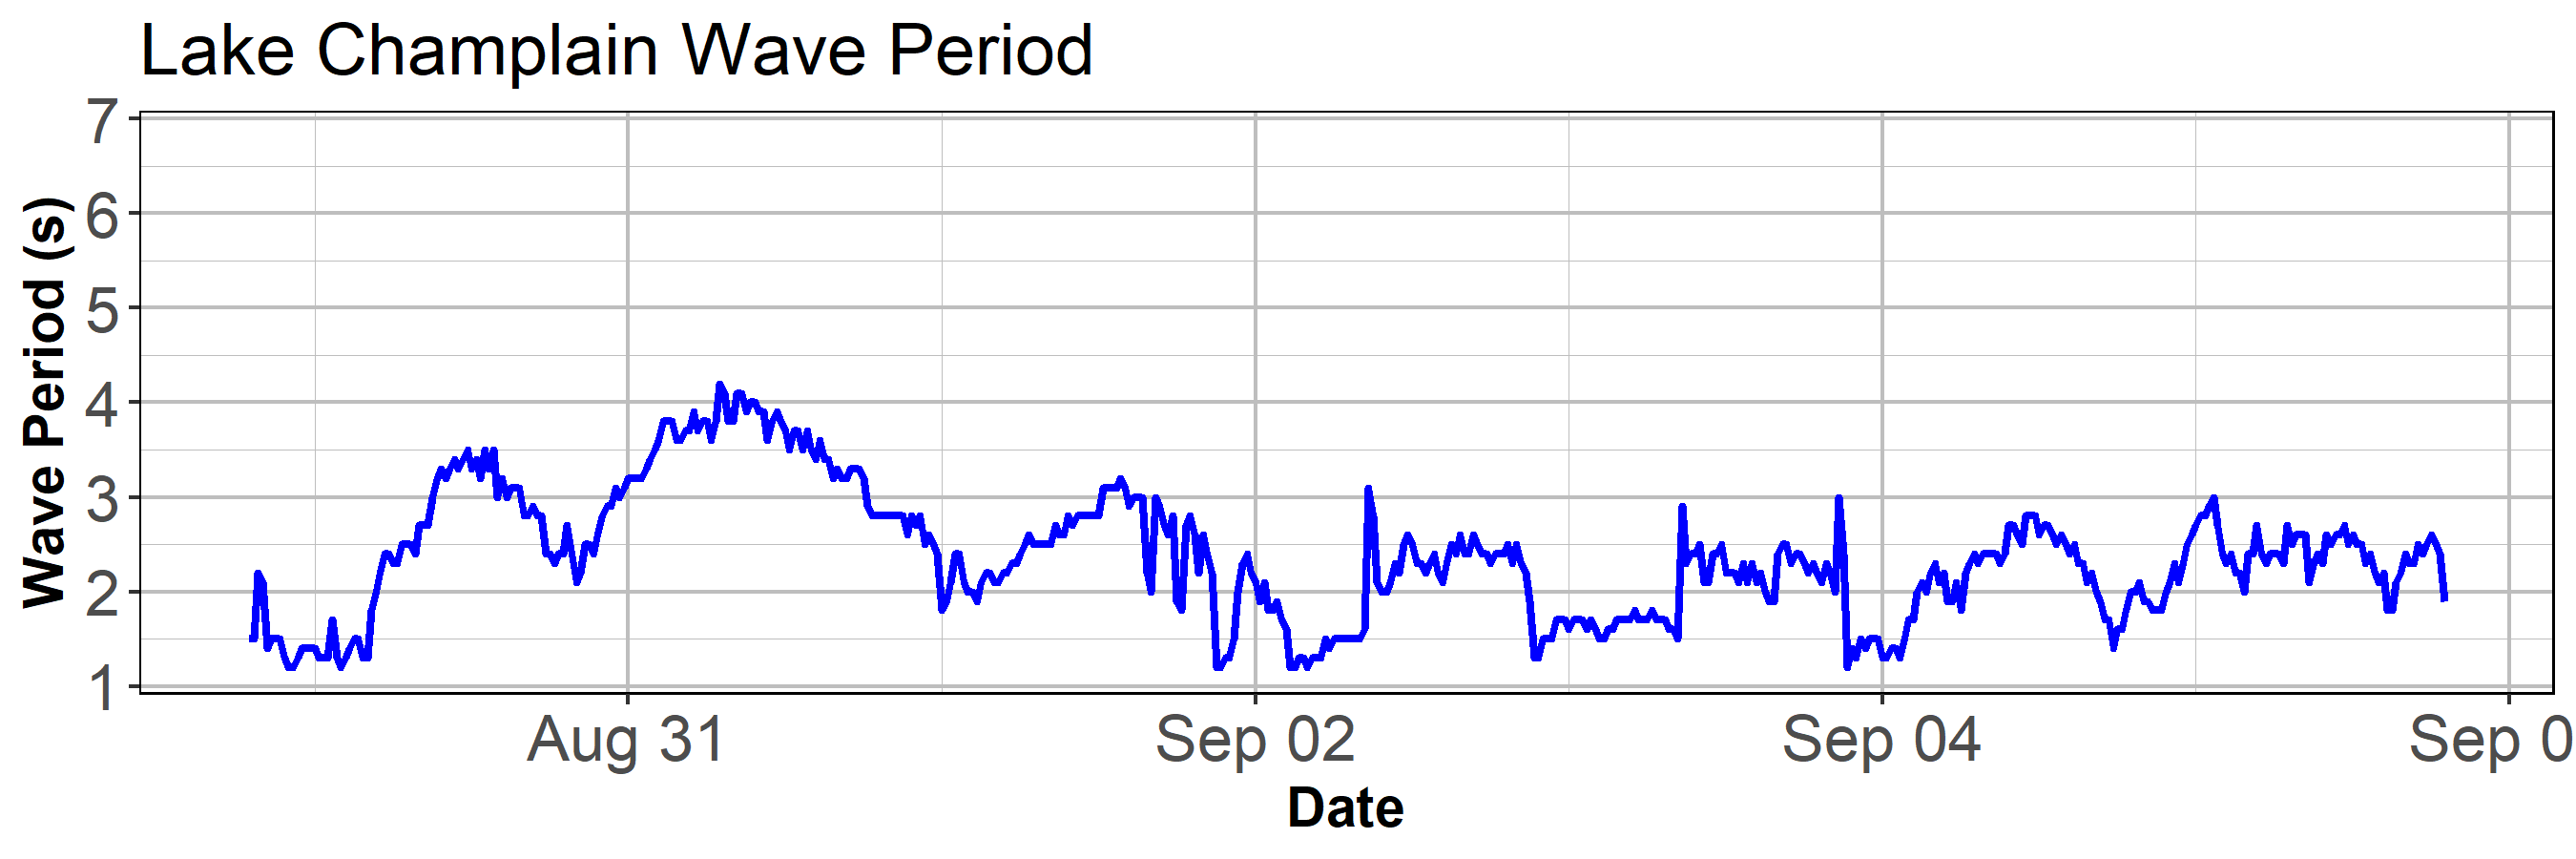 Lake Champlain Wave Period
Wave Period (s)
7
6
5
4
3
2
1
Aug 31
Sep 02
Sep 04
Sep 0
Date